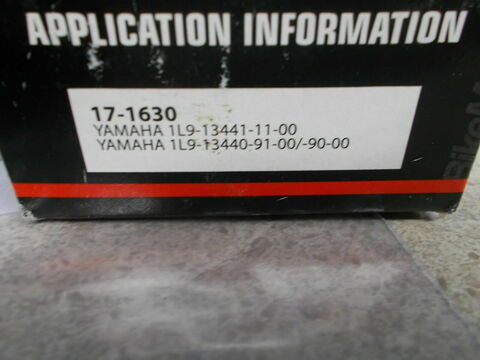 APPLICATION INFORMATION
17-1630
YAMAHA 1L9-13441-11-00
YAMAHA 1L9-13440-91-00/-90-00